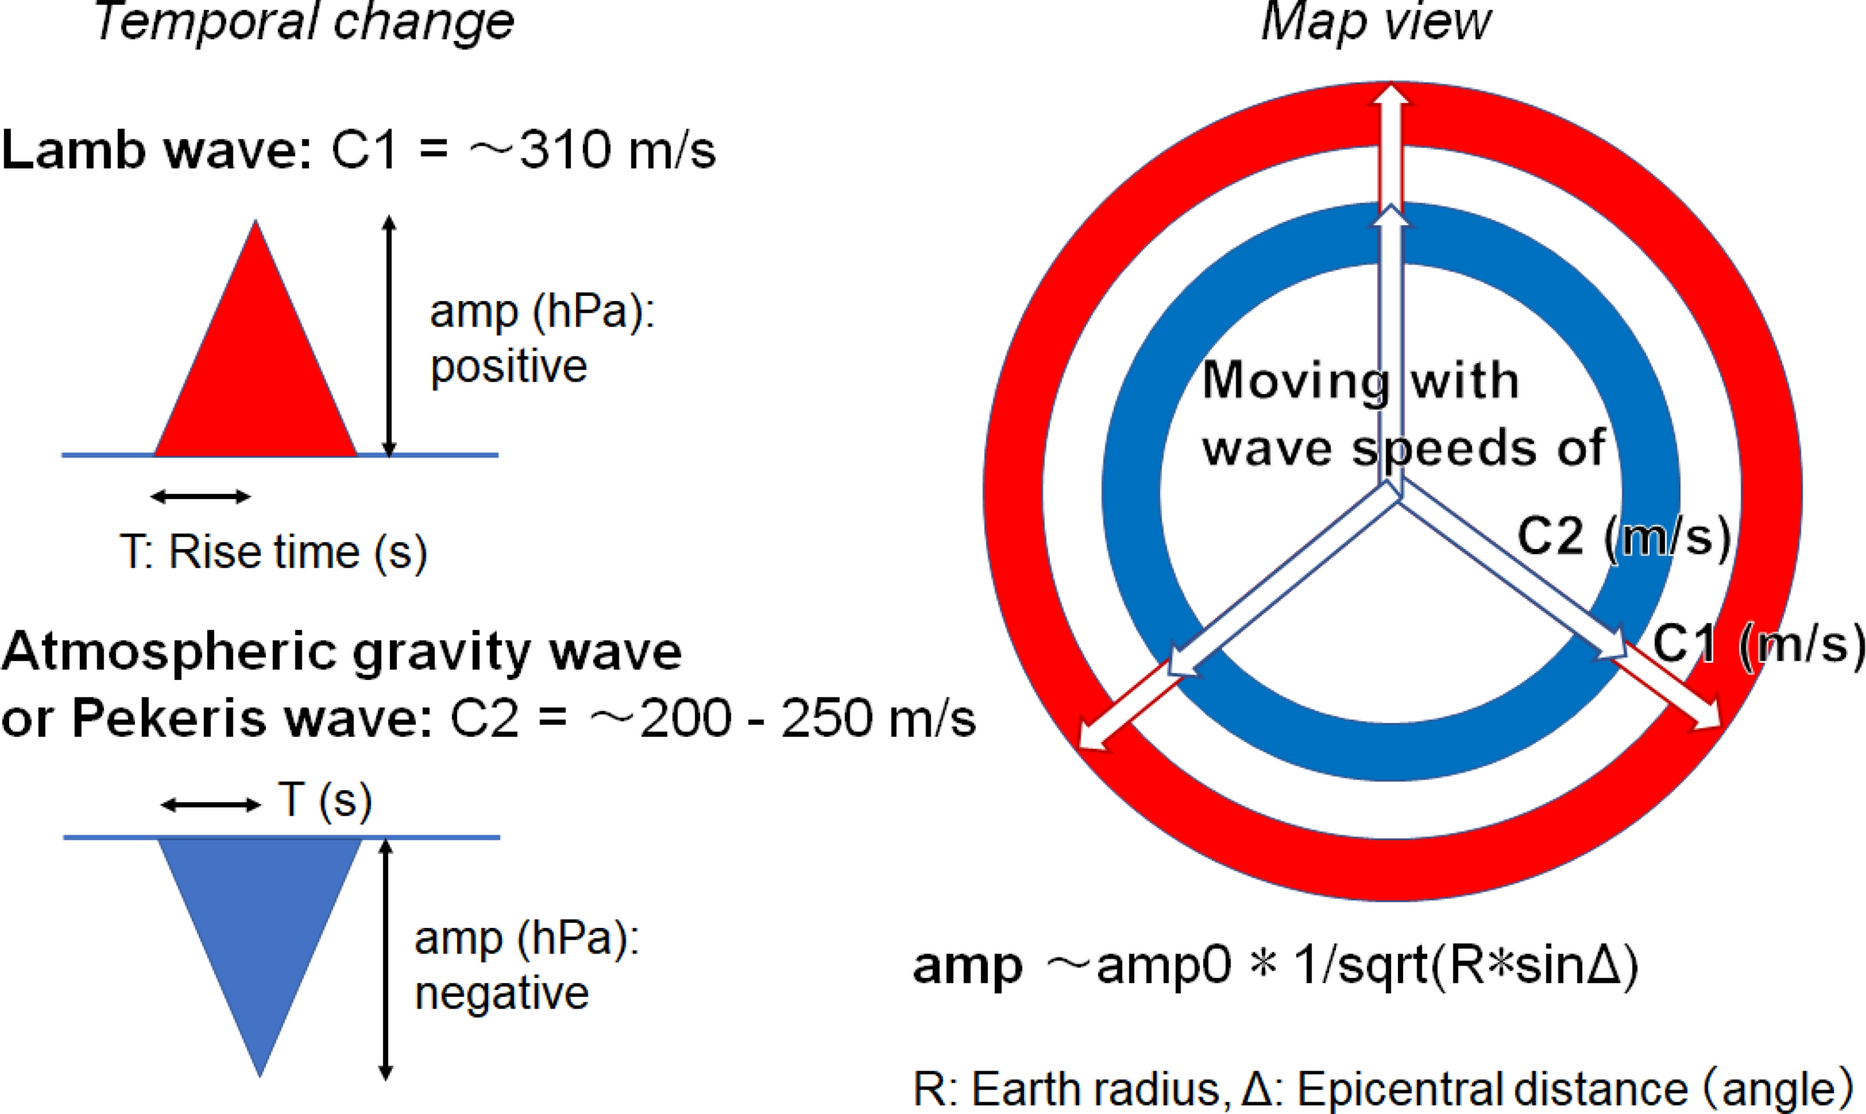 Temporal change
Lamb wave: C1 = ～310 m/s
amp (hPa):
positive
T: Rise time (s)
Atmospheric gravity wave
or Pekeris wave: C2 = ～200 - 250 m/s
T (s)
amp (hPa):
negative
Map view
Moving with
wave speeds of
C2 (m/s)
C1 (m/s)
amp ～amp0 * 1/sqrt(R*sinΔ)
R: Earth radius, Δ: Epicentral distance (angle)